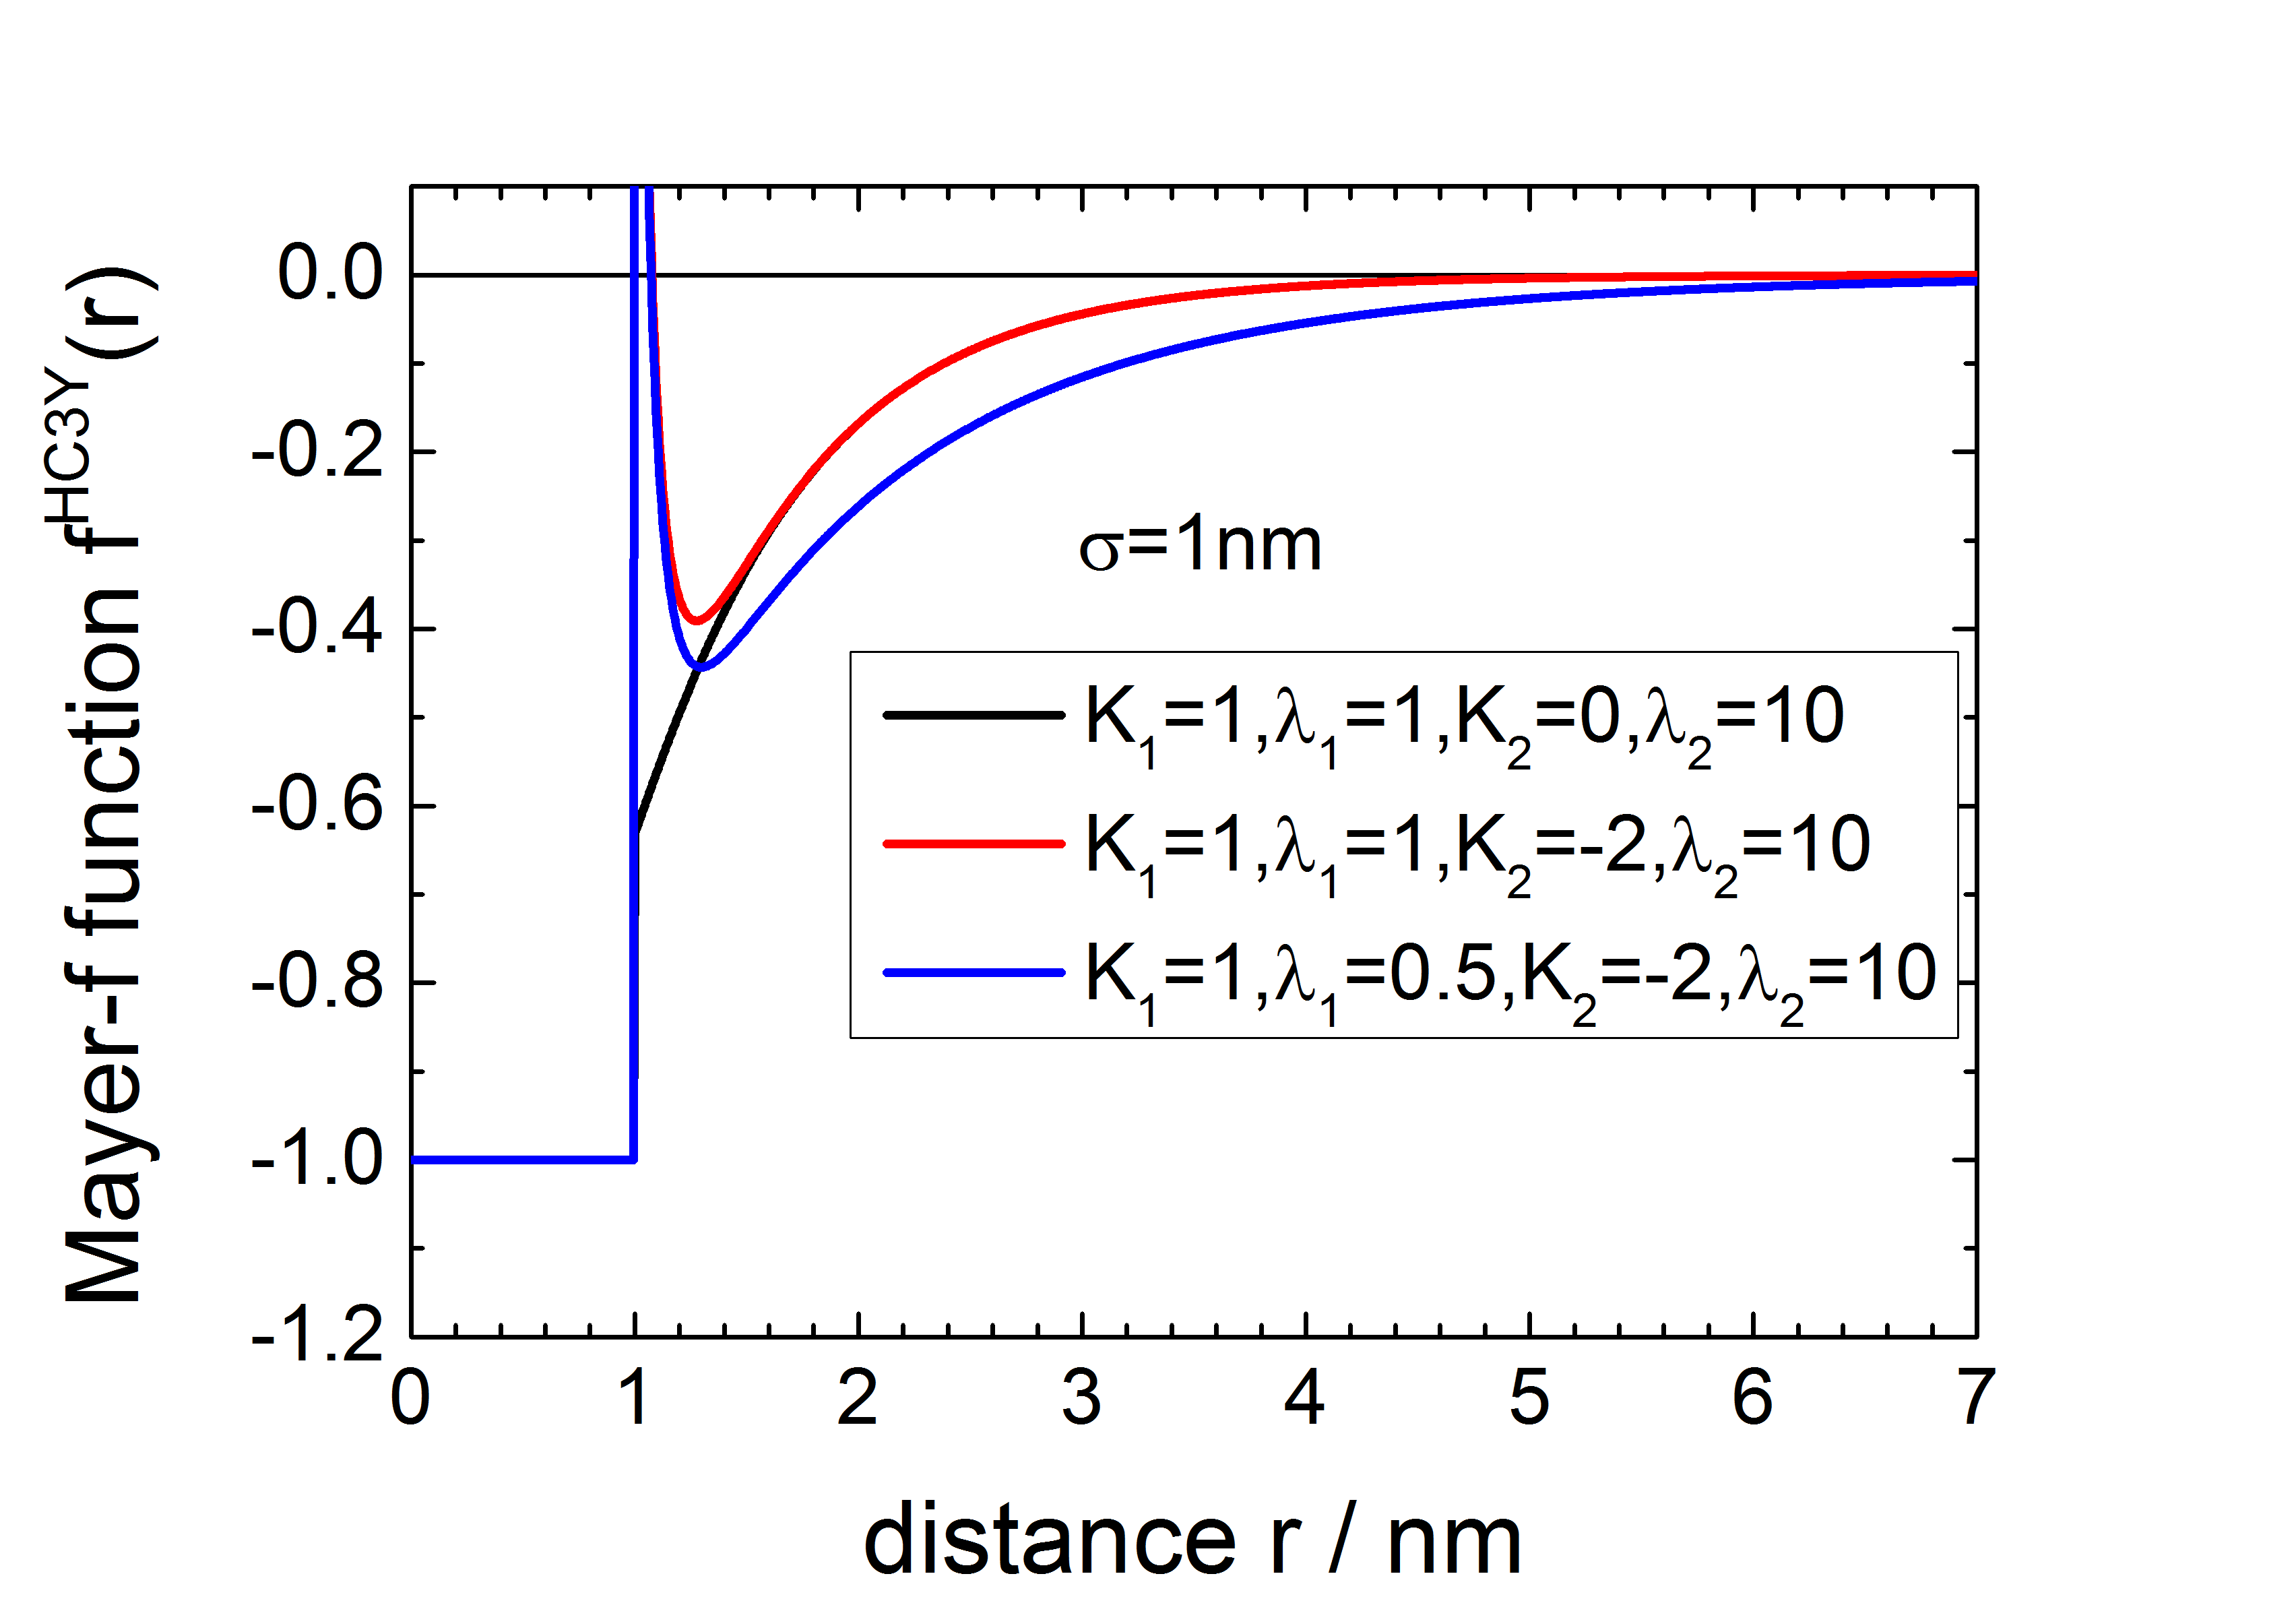 Mayer-f function f^HC3Y(r)
0.0
-0.2
-0.4
-0.6
-0.8
-1.0
-1.2
σ=1nm
K₁=1,λ₁=1,K₂=0,λ₂=10
K₁=1,λ₁=1,K₂=-2,λ₂=10
K₁=1,λ₁=0.5,K₂=-2,λ₂=10
0 1 2 3 4 5 6 7
distance r / nm